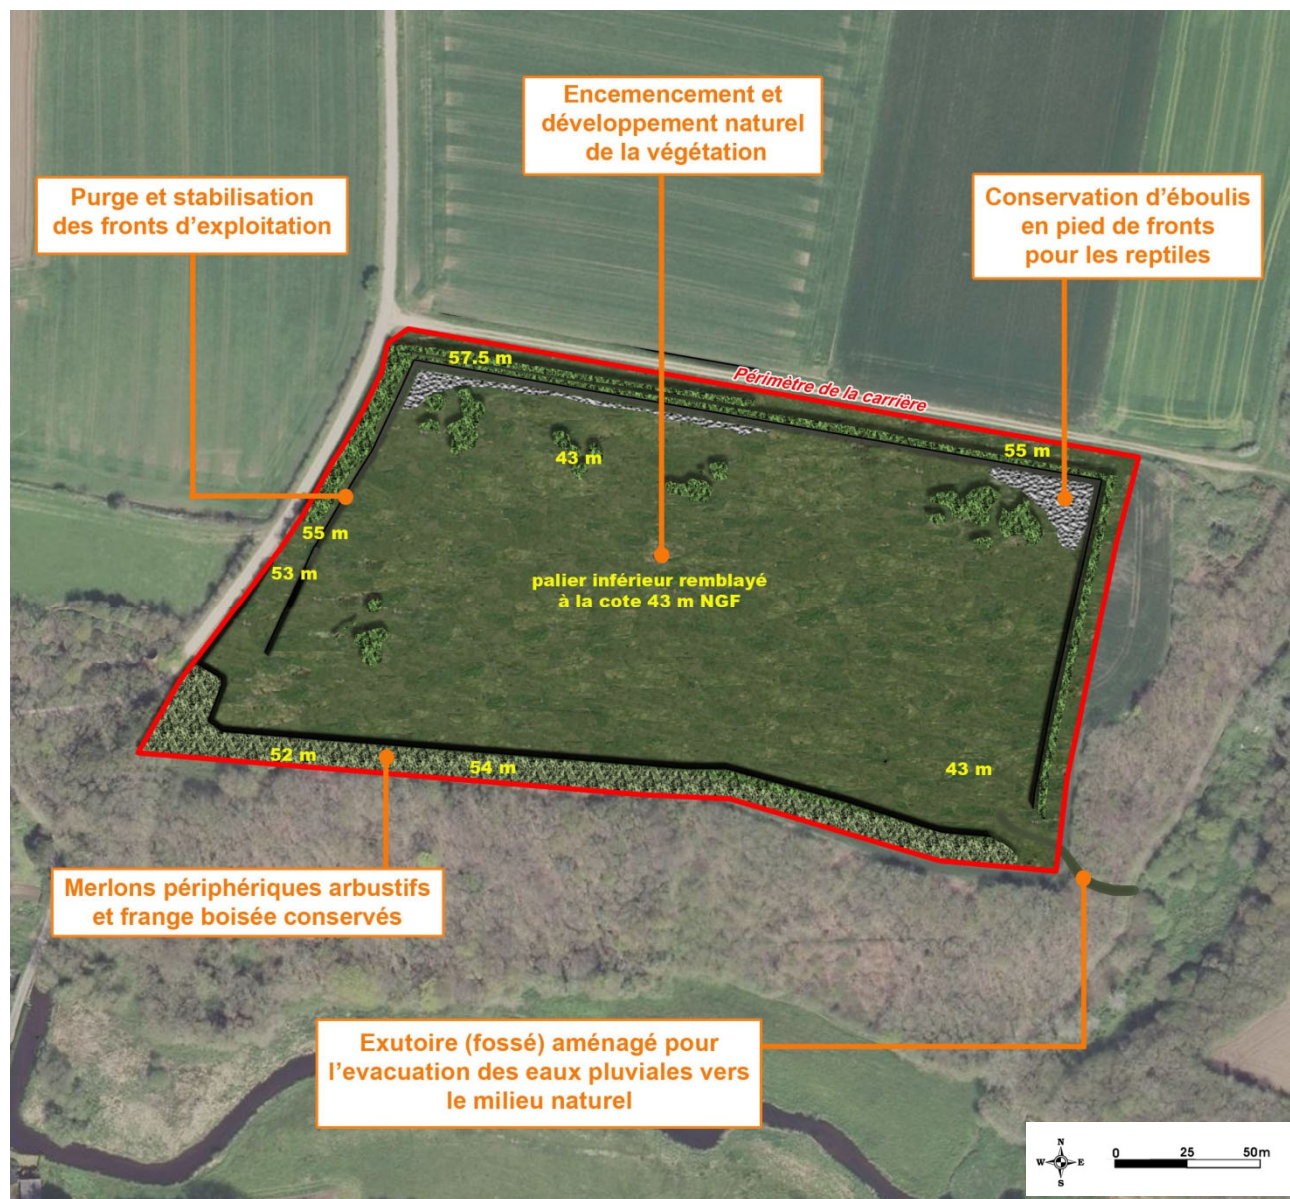 Encemencement et
développement naturel
de la végétation
Purge et stabilisation
des fronts d'exploitation
Conservation d'éboulis
en pied de fronts
pour les reptiles
57.5 m
Périmètre de la carrière
55 m
43 m
55 m
53 m
palier inférieur remblayé
à la cote 43 m NGF
52 m
54 m
43 m
Merlons périphériques arbustifs
et frange boisée conservés
Exutoire (fossé) aménagé pour
l'evacuation des eaux pluviales vers
le milieu naturel
N
W E
S
0 25 50m